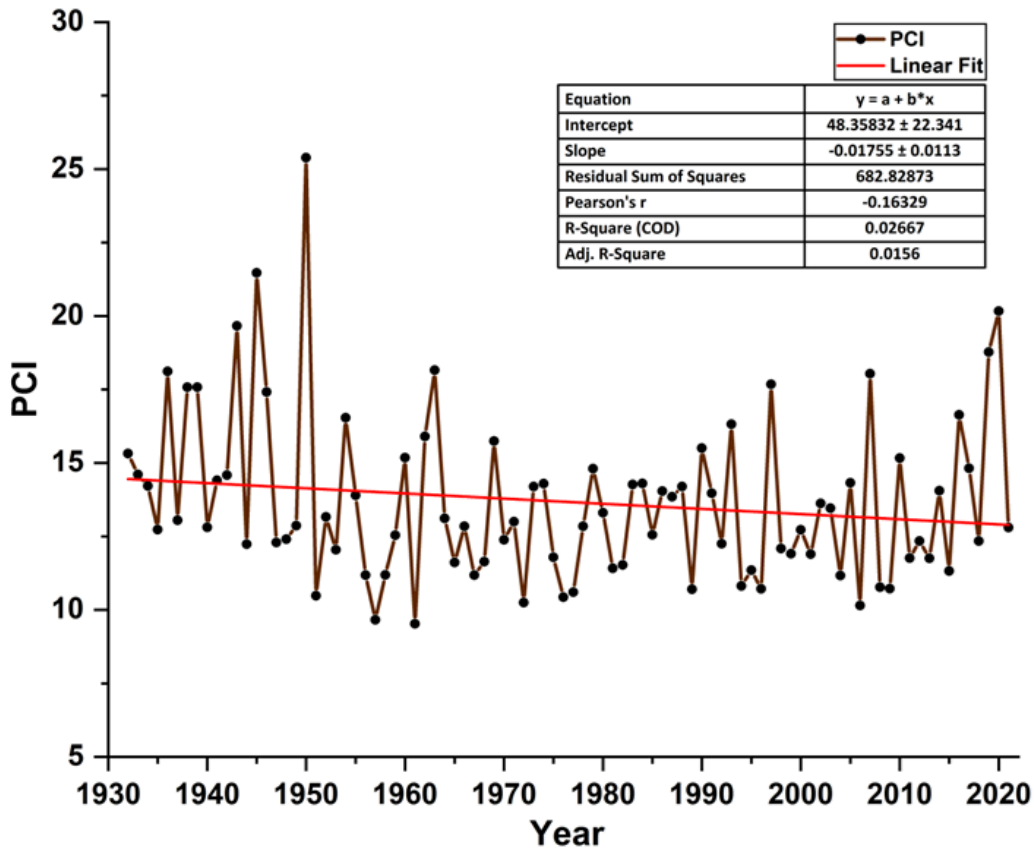 30
25
20
15
10
5
PCI
PCI
Linear Fit
Equation y = a + b*x
Intercept 48.35832 ± 22.341
Slope -0.01755 ± 0.0113
Residual Sum of Squares 682.82873
Pearson's r -0.16329
R-Square (COD) 0.02667
Adj. R-Square 0.0156
1930 1940 1950 1960 1970 1980 1990 2000 2010 2020
Year